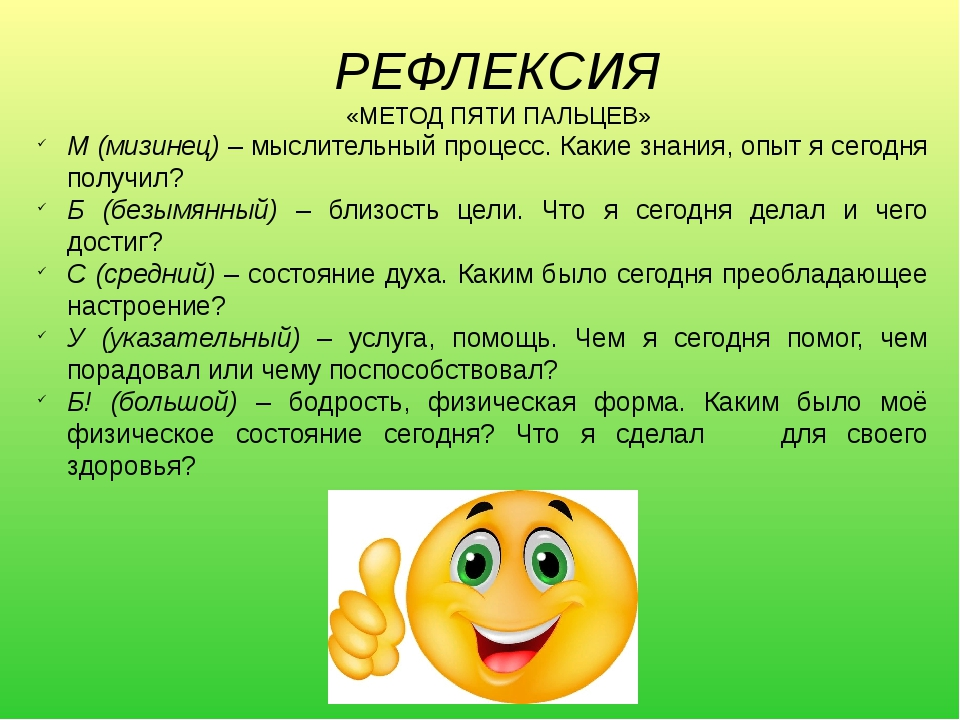 РЕФЛЕКСИЯ
«МЕТОД ПЯТИ ПАЛЬЦЕВ»
М (мизинец) – мыслительный процесс. Какие знания, опыт я сегодня
получил?
Б (безымянный) – близость цели. Что я сегодня делал и чего
достиг?
С (средний) – состояние духа. Каким было сегодня преобладающее
настроение?
У (указательный) – услуга, помощь. Чем я сегодня помог, чем
порадовал или чему поспособствовал?
Б! (большой) – бодрость, физическая форма. Каким было моё
физическое состояние сегодня? Что я сделал для своего
здоровья?